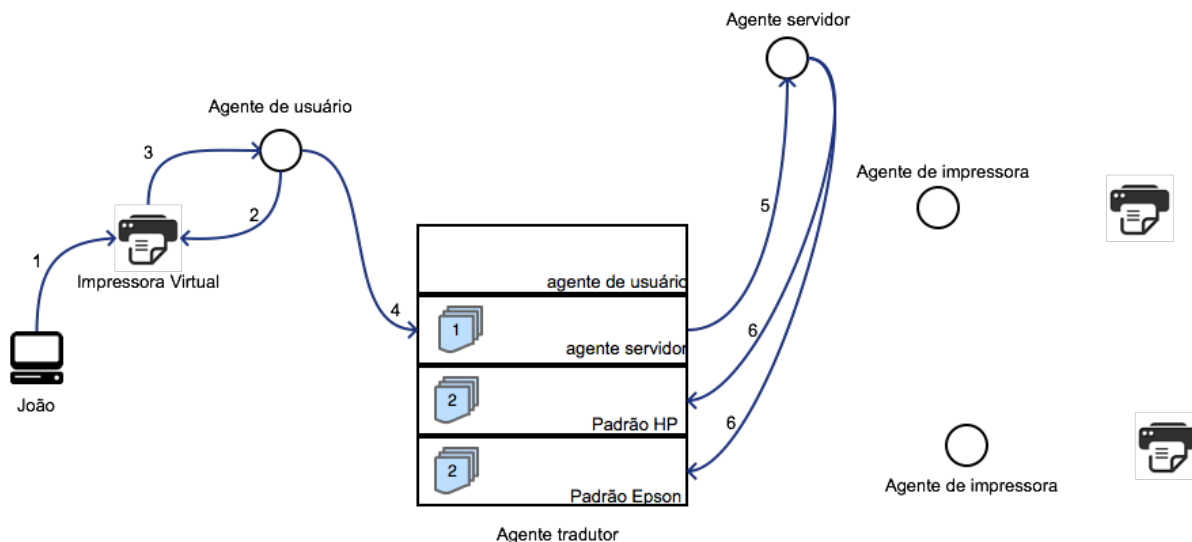 Agente servidor
Agente de usuário
3
Agente de impressora
2
5
1
Impressora Virtual
agente de usuário
4
1
6
agente servidor
João
2
Padrão HP
6
2
Padrão Epson
Agente de impressora
Agente tradutor